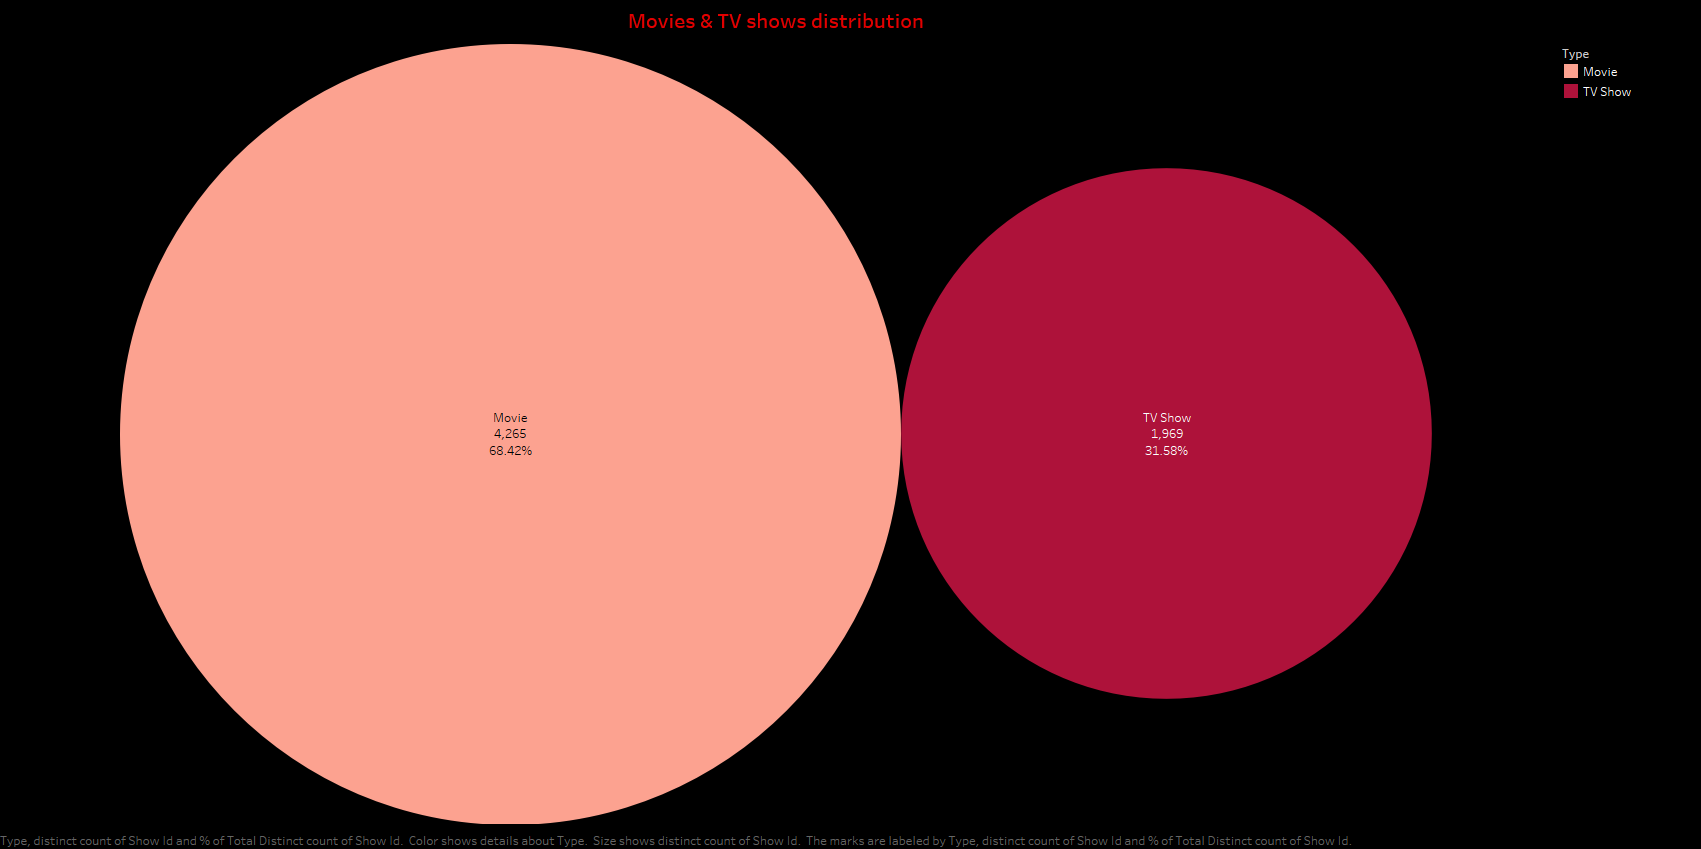 Movies & TV shows distribution
Type
Movie
TV Show
Movie
4,265
68.42%
TV Show
1,969
31.58%
Type, distinct count of Show Id and % of Total Distinct count of Show Id.  Color shows details about Type.  Size shows distinct count of Show Id.  The marks are labeled by Type, distinct count of Show Id and % of Total Distinct count of Show Id.